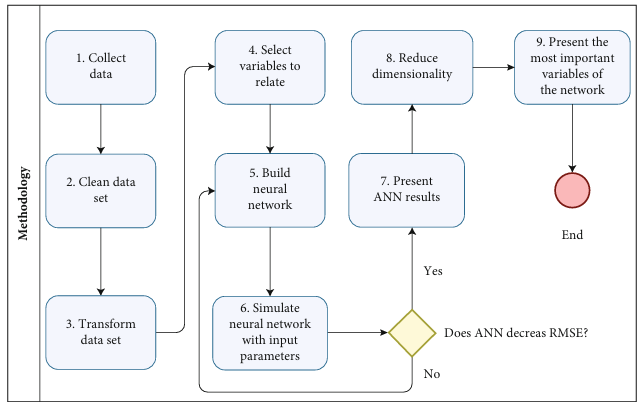 Methodology
1. Collect
data
2. Clean data
set
3. Transform
data set
4. Select
variables to
relate
5. Build
neural
network
6. Simulate
neural network
with input
parameters
Does ANN decreas RMSE?
Yes
No
7. Present
ANN results
8. Reduce
dimensionality
9. Present the
most important
variables of
the network
End